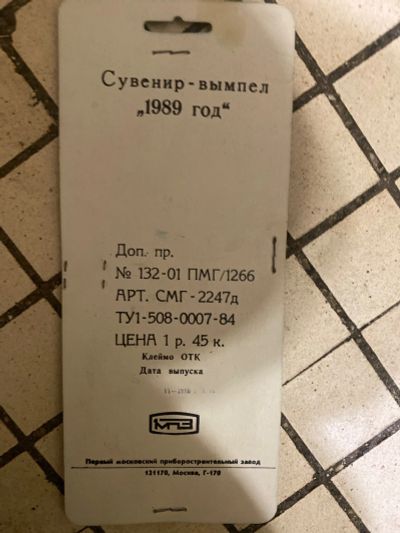 Сувенир-вымпел
„1989 год“
Доп. пр.
№ 132-01 ПМГ/1266
АРТ. СМГ-2247д
ТУ1-508-0007-84
ЦЕНА 1 р. 45 к.
Клеймо ОТК
Дата выпуска
МПЗ
Первый московский приборостроительный завод
121170, Москва, Г-170